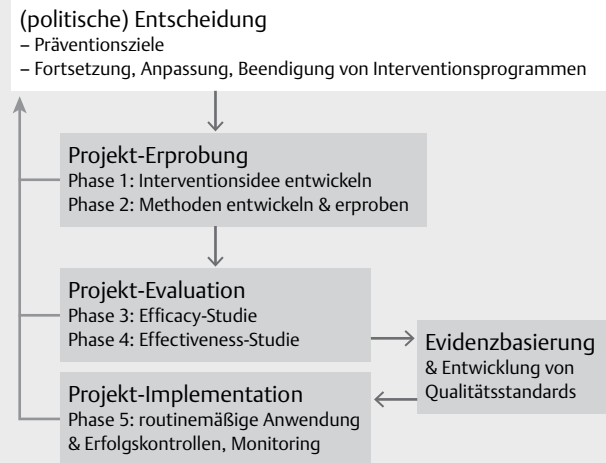 (politische) Entscheidung
– Präventionsziele
– Fortsetzung, Anpassung, Beendigung von Interventionsprogrammen
Projekt-Erprobung
Phase 1: Interventionsidee entwickeln
Phase 2: Methoden entwickeln & erproben
Projekt-Evaluation
Phase 3: Efficacy-Studie
Phase 4: Effectiveness-Studie
Evidenzbasierung
& Entwicklung von
Qualitätsstandards
Projekt-Implementation
Phase 5: routinemäßige Anwendung
& Erfolgskontrollen, Monitoring